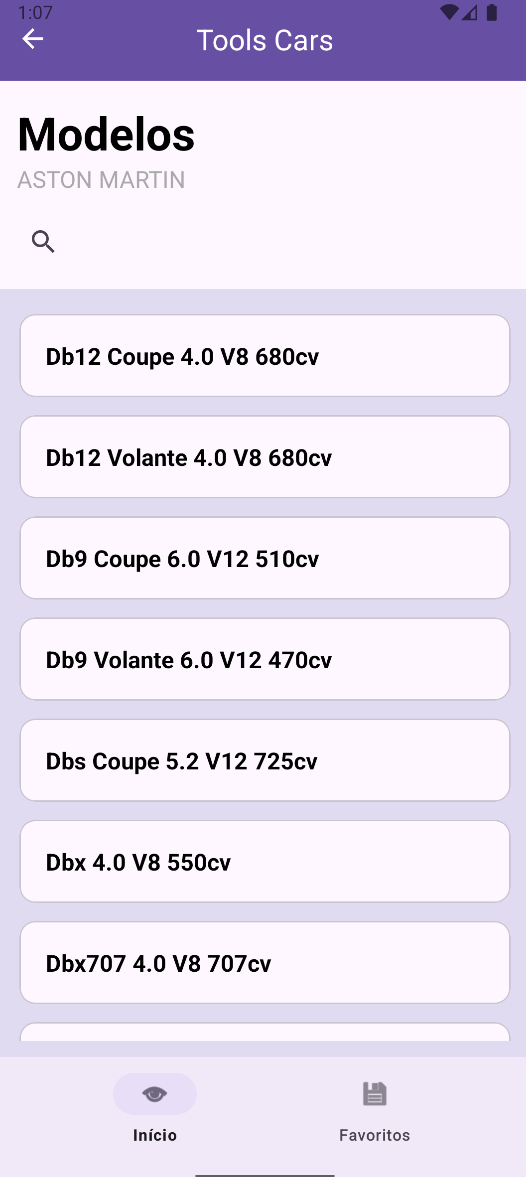 1:07
Tools Cars
Modelos
ASTON MARTIN
Db12 Coupe 4.0 V8 680cv
Db12 Volante 4.0 V8 680cv
Db9 Coupe 6.0 V12 510cv
Db9 Volante 6.0 V12 470cv
Dbs Coupe 5.2 V12 725cv
Dbx 4.0 V8 550cv
Dbx707 4.0 V8 707cv
Início
Favoritos